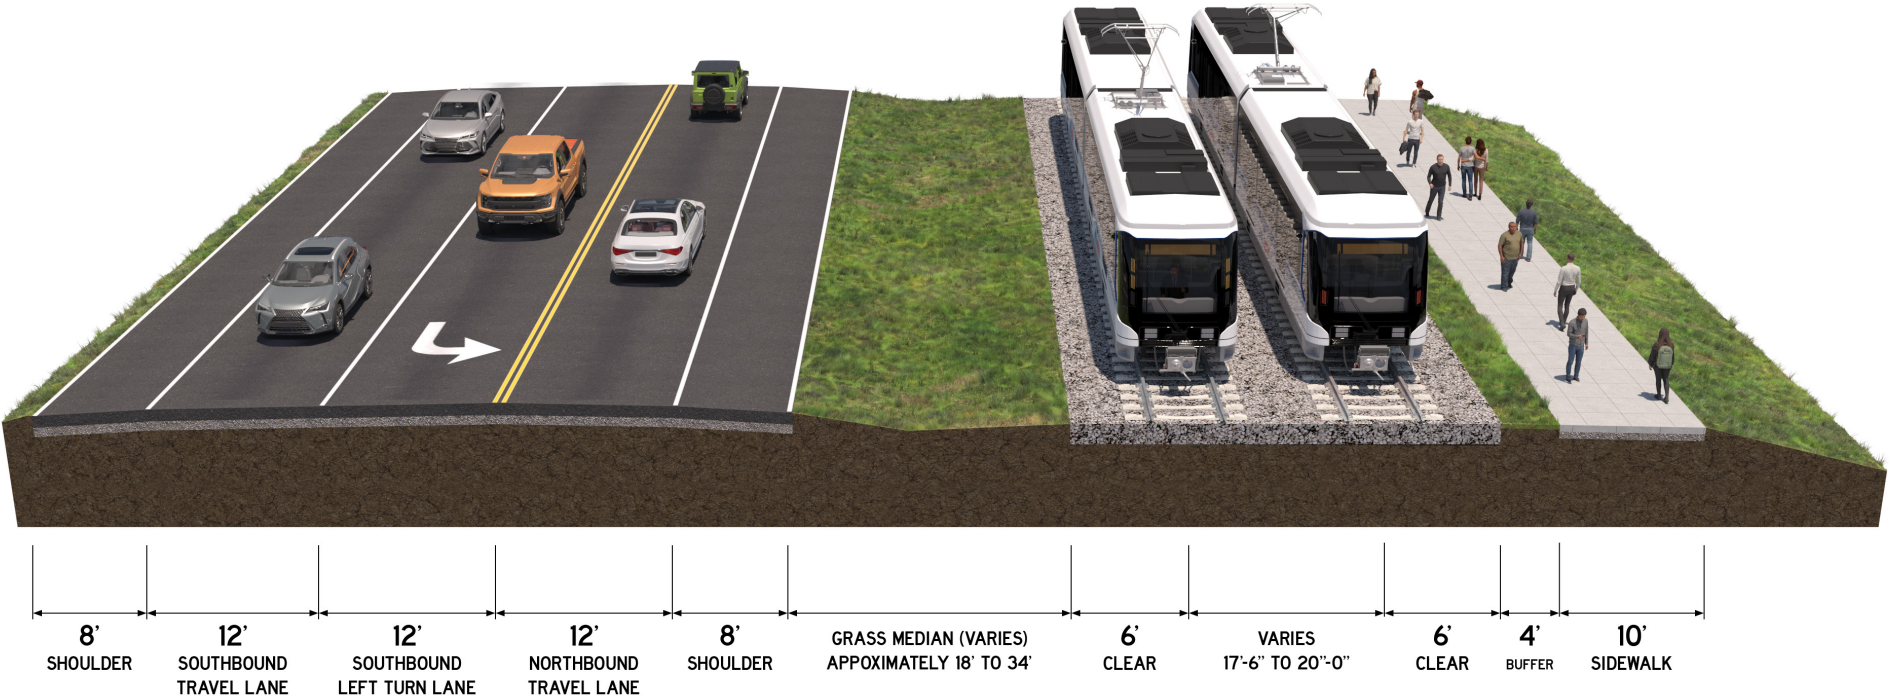 8’
SHOULDER
12’
SOUTHBOUND
TRAVEL LANE
12’
SOUTHBOUND
LEFT TURN LANE
12’
NORTHBOUND
TRAVEL LANE
8’
SHOULDER
GRASS MEDIAN (VARIES)
APPOXIMATELY 18’ TO 34’
6’
CLEAR
VARIES
17’-6” TO 20”-0”
6’
CLEAR
4’
BUFFER
10’
SIDEWALK